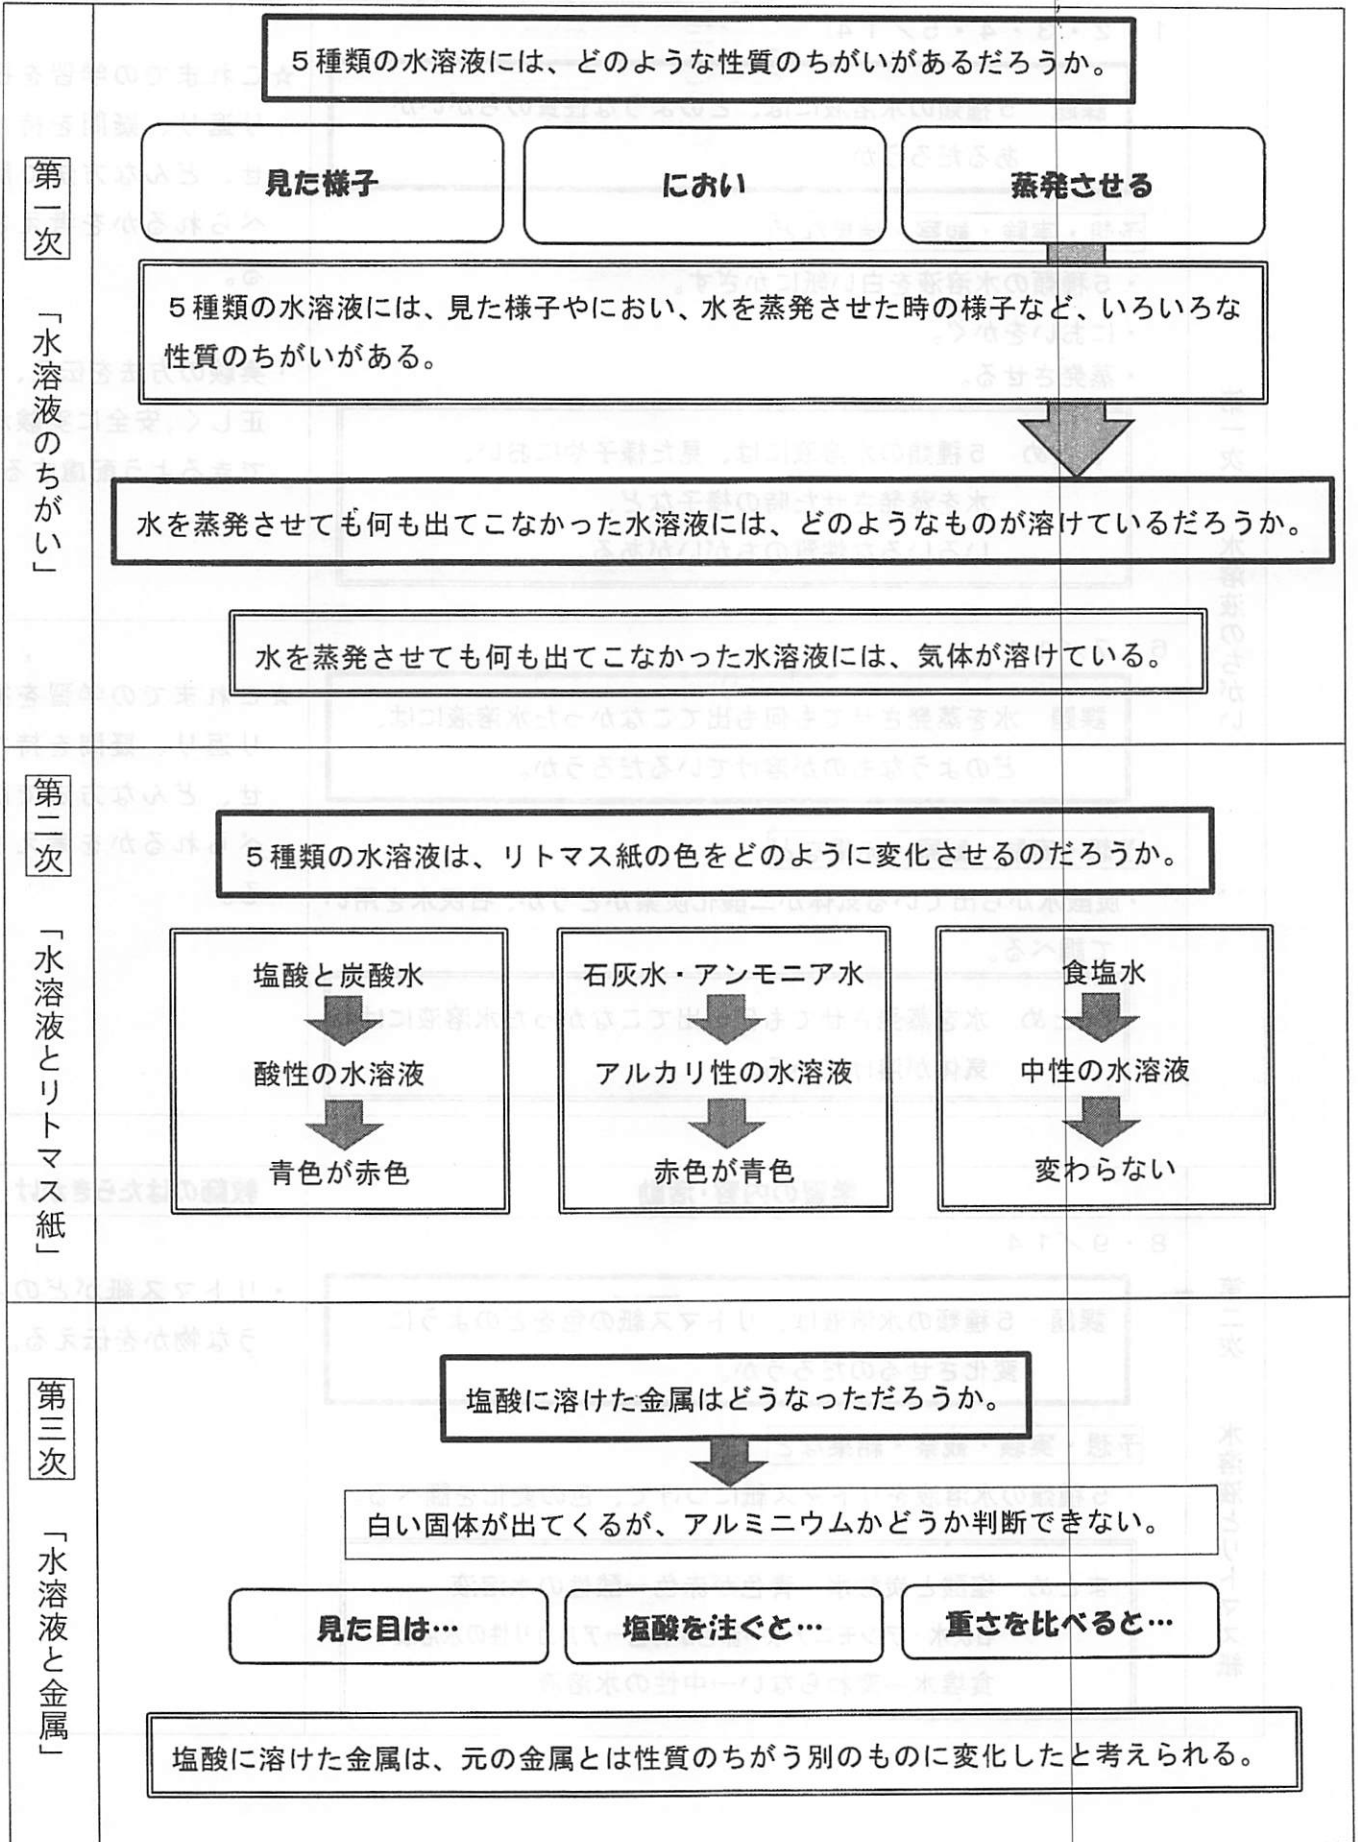 5種類の水溶液には、どのような性質のちがいがあるだろうか。
第一次
「水溶液のちがい」
見た様子
におい
蒸発させる
5種類の水溶液には、見た様子やにおい、水を蒸発させた時の様子など、いろいろな
性質のちがいがある。
水を蒸発させても何も出てこなかった水溶液には、どのようなものが溶けているだろうか。
水を蒸発させても何も出てこなかった水溶液には、気体が溶けている。
第二次
「水溶液とリトマス紙」
5種類の水溶液は、リトマス紙の色をどのように変化させるのだろうか。
塩酸と炭酸水
酸性の水溶液
青色が赤色
石灰水・アンモニア水
アルカリ性の水溶液
赤色が青色
食塩水
中性の水溶液
変わらない
第三次
「水溶液と金属」
塩酸に溶けた金属はどうなっただろうか。
白い固体が出てくるが、アルミニウムかどうか判断できない。
見た目は…
塩酸を注ぐと…
重さを比べると…
塩酸に溶けた金属は、元の金属とは性質のちがう別のものに変化したと考えられる。